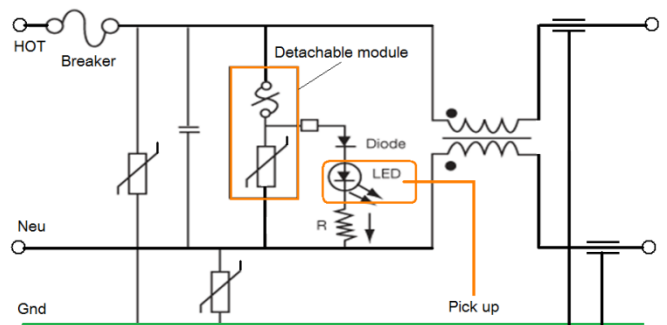 HOT
Breaker
Detachable module
Diode
LED
R
Neu
Gnd
Pick up